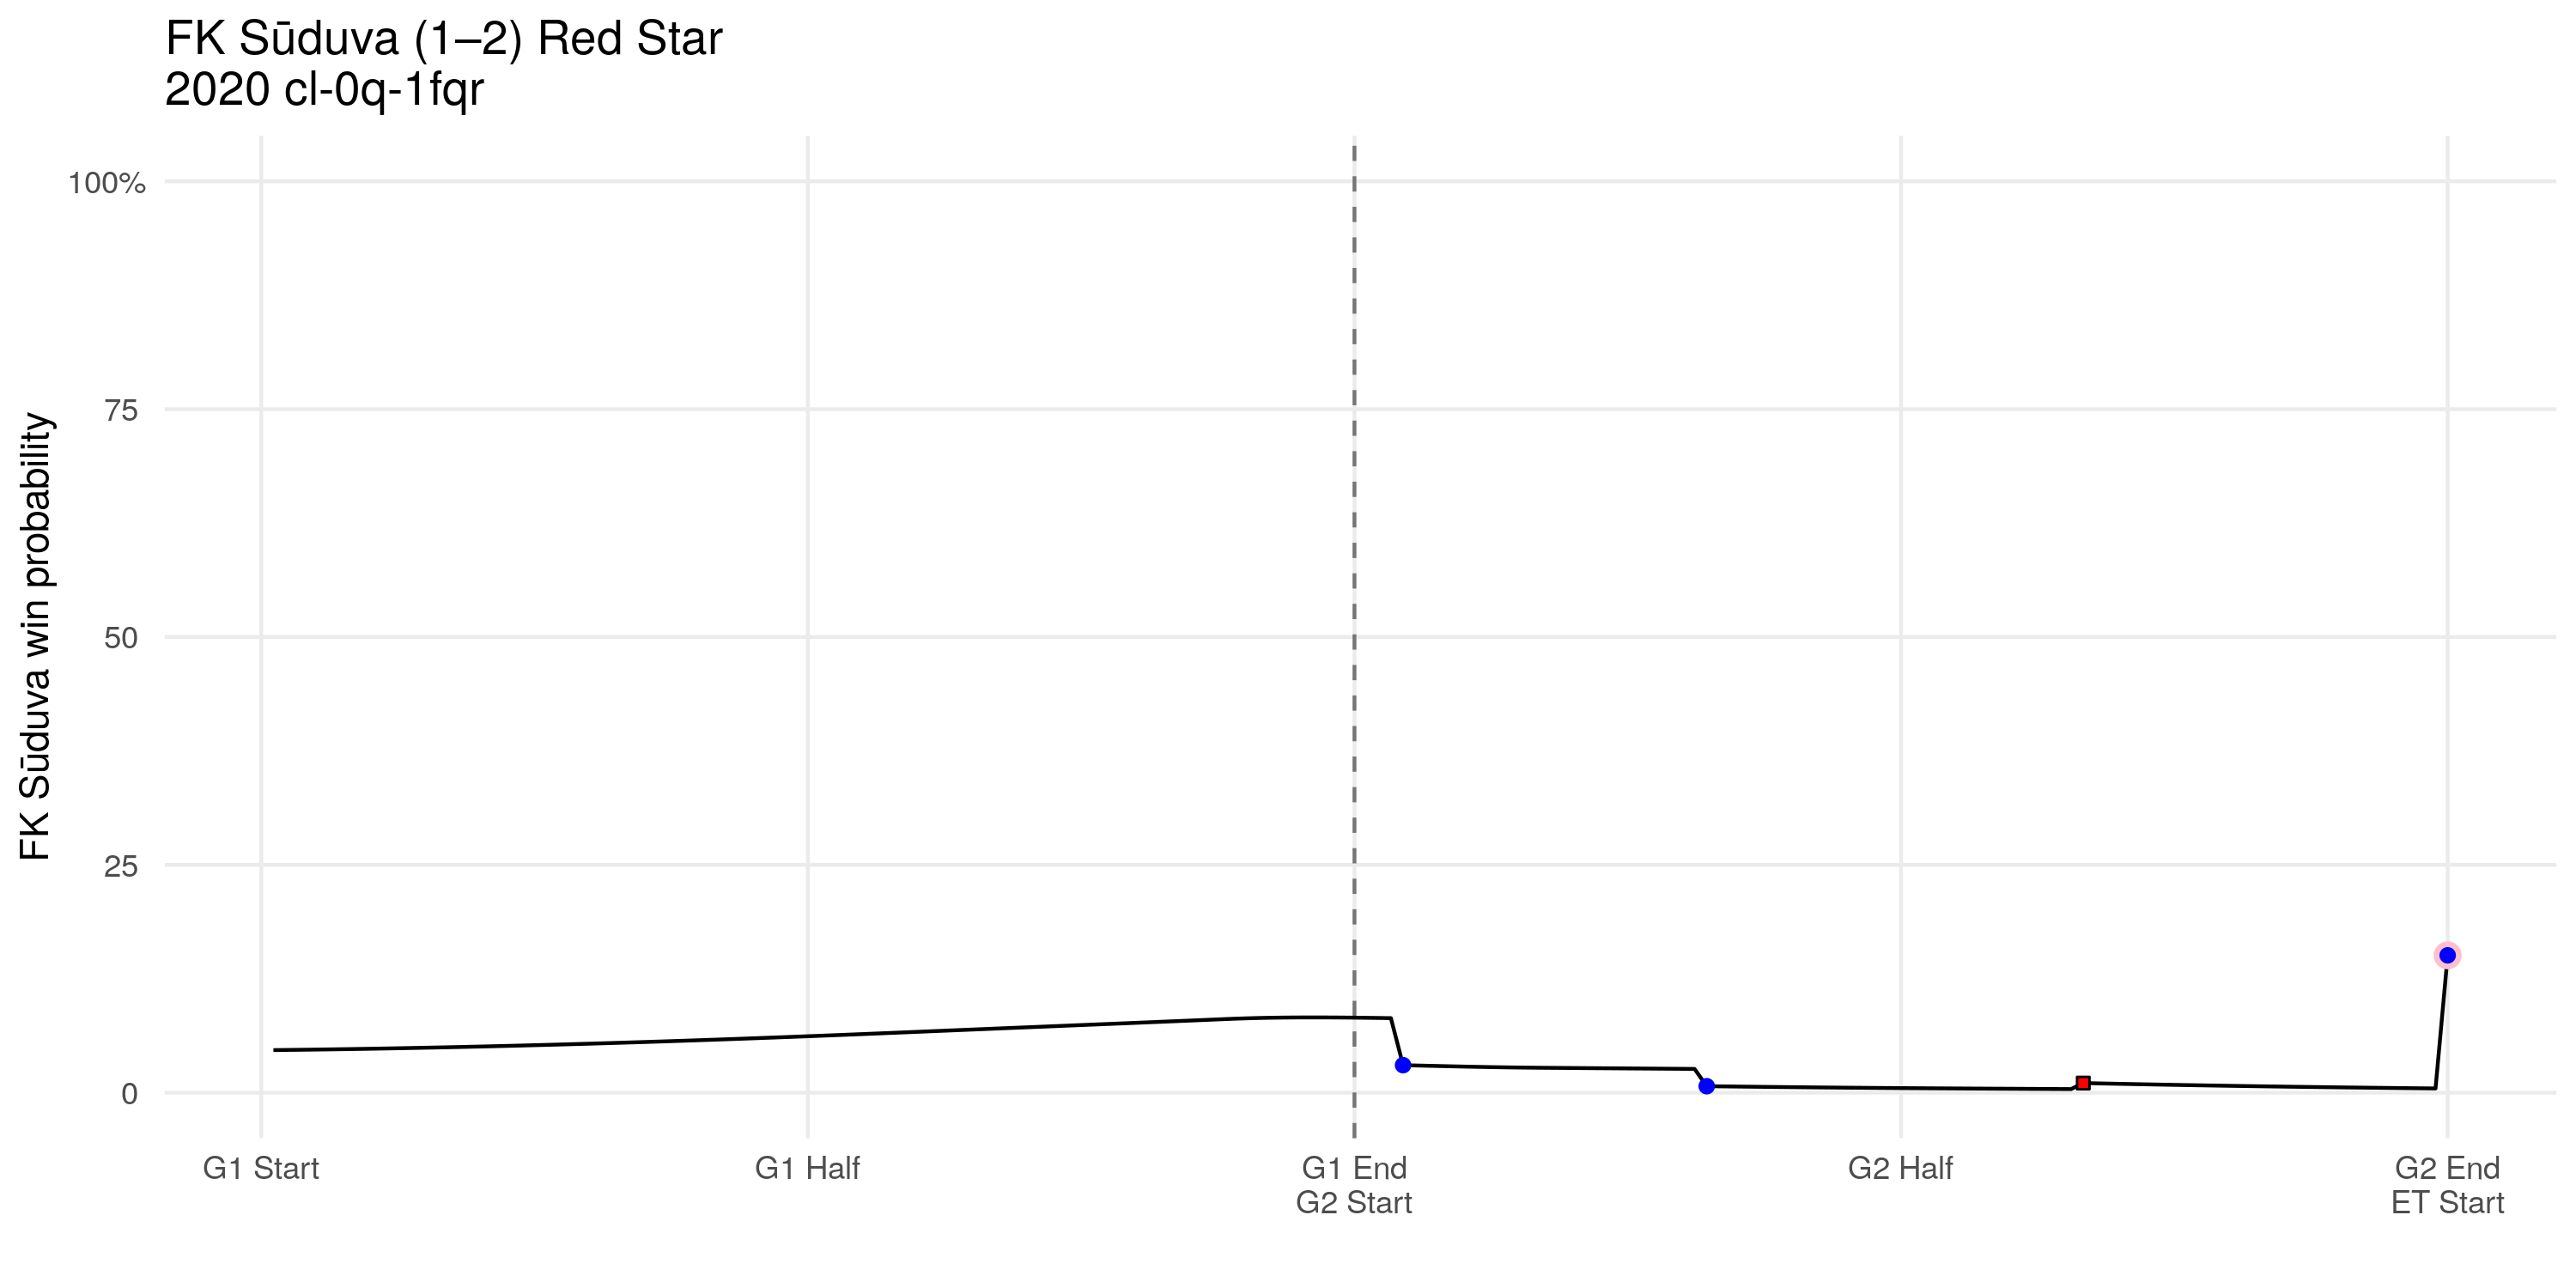 FK Sūduva (1–2) Red Star
2020 cl-0q-1fqr
FK Sūduva win probability
100%
75
50
25
0
G1 Start
G1 Half
G1 End
G2 Start
G2 Half
G2 End
ET Start